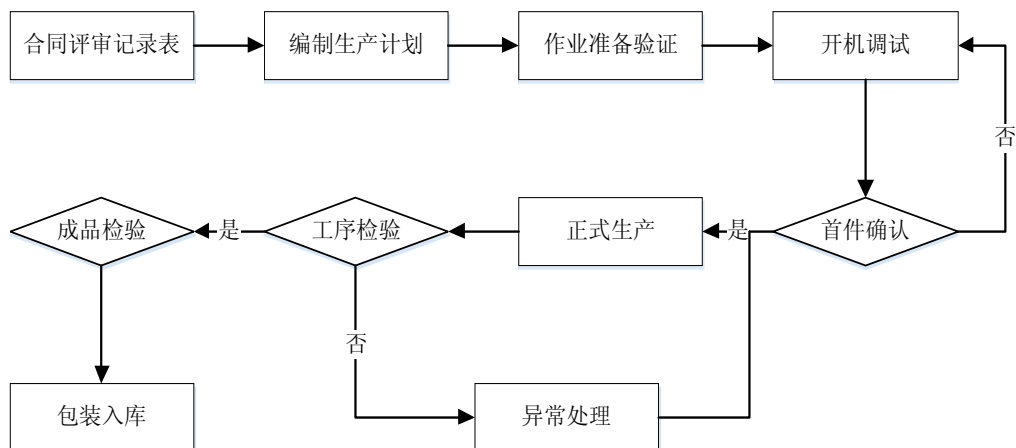 合同评审记录表
编制生产计划
作业准备验证
开机调试
否
成品检验
是
工序检验
正式生产
是
首件确认
否
包装入库
异常处理